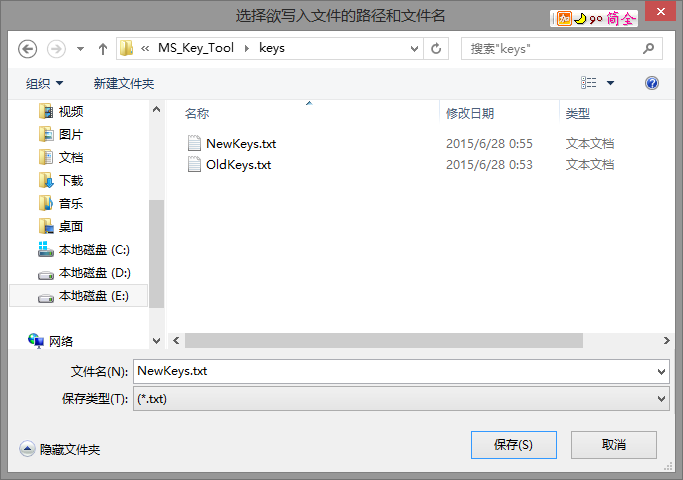 选择欲写入文件的路径和文件名
加 简全
MS_Key_Tool keys 搜索"keys"
组织 新建文件夹
名称 修改日期 类型
视频
图片
文档
下载
音乐
桌面
本地磁盘 (C:)
本地磁盘 (D:)
本地磁盘 (E:)
网络
NewKeys.txt 2015/6/28 0:55 文本文档
OldKeys.txt 2015/6/28 0:53 文本文档
文件名(N): NewKeys.txt
保存类型(T): (*.txt)
隐藏文件夹 保存(S) 取消